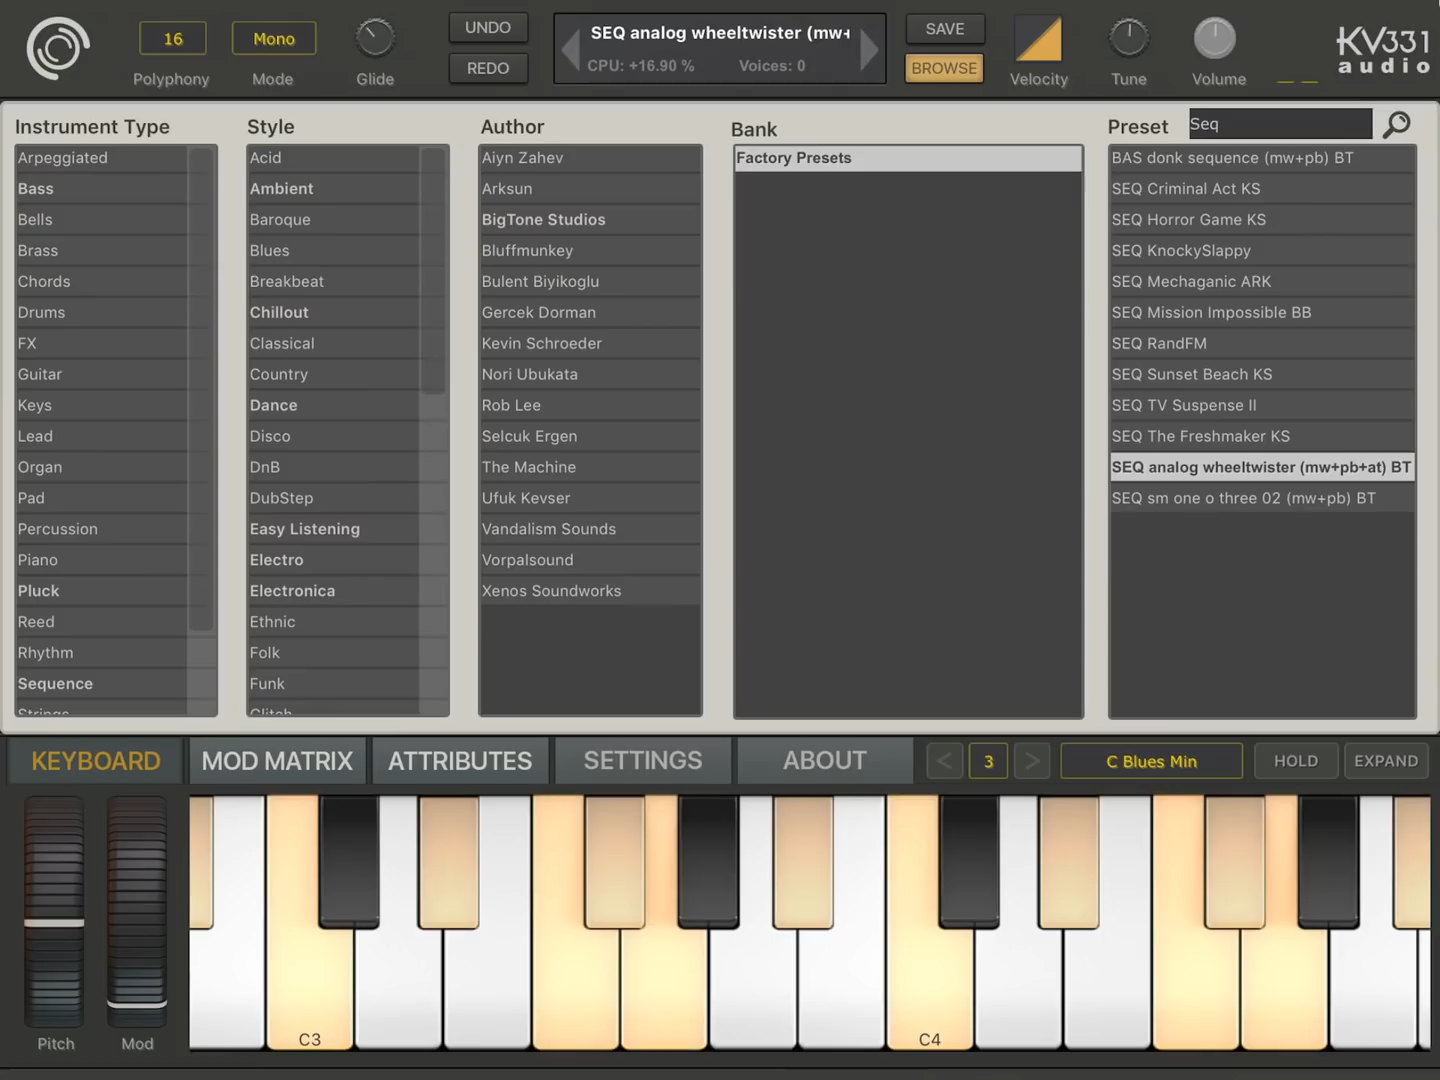 16
Polyphony
Mono
Mode
Glide
UNDO
REDO
SEQ analog wheeltwister (mw+
CPU: +16.90 %
Voices: 0
SAVE
BROWSE
Velocity
Tune
Volume
KV331
audio
Instrument Type
Arpeggiated
Bass
Bells
Brass
Chords
Drums
FX
Guitar
Keys
Lead
Organ
Pad
Percussion
Piano
Pluck
Reed
Rhythm
Sequence
Strings
Style
Acid
Ambient
Baroque
Blues
Breakbeat
Chillout
Classical
Country
Dance
Disco
DnB
DubStep
Easy Listening
Electro
Electronica
Ethnic
Folk
Funk
Glitch
Author
Aiyn Zahev
Arksun
BigTone Studios
Bluffmunkey
Bulent Biyikoglu
Gercek Dorman
Kevin Schroeder
Nori Ubukata
Rob Lee
Selcuk Ergen
The Machine
Ufuk Kevser
Vandalism Sounds
Vorpalsound
Xenos Soundworks
Bank
Factory Presets
Preset
Seq
BAS donk sequence (mw+pb) BT
SEQ Criminal Act KS
SEQ Horror Game KS
SEQ KnockySlappy
SEQ Mechaganic ARK
SEQ Mission Impossible BB
SEQ RandFM
SEQ Sunset Beach KS
SEQ TV Suspense II
SEQ The Freshmaker KS
SEQ analog wheeltwister (mw+pb+at) BT
SEQ sm one o three 02 (mw+pb) BT
KEYBOARD
MOD MATRIX
ATTRIBUTES
SETTINGS
ABOUT
<
3
>
C Blues Min
HOLD
EXPAND
Pitch
Mod
C3
C4